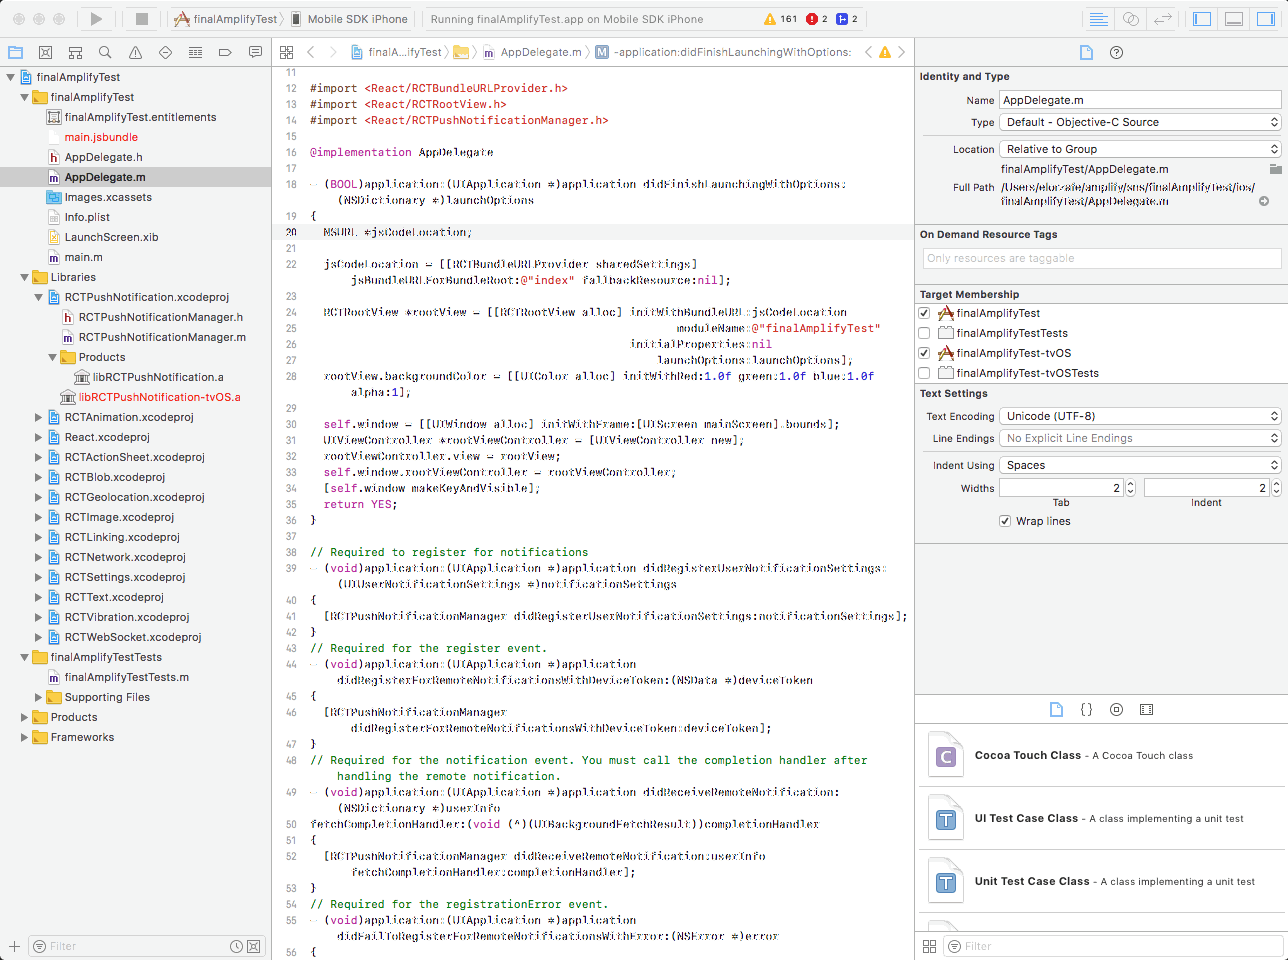 finalAmplifyTest
Mobile SDK iPhone
Running finalAmplifyTest.app on Mobile SDK iPhone
161
2
2
finalA...ifyTest
AppDelegate.m
M
-application:didFinishLaunchingWithOptions:
finalAmplifyTest
finalAmplifyTest
finalAmplifyTest.entitlements
main.jsbundle
AppDelegate.h
AppDelegate.m
Images.xcassets
Info.plist
LaunchScreen.xib
main.m
Libraries
RCTPushNotification.xcodeproj
RCTPushNotificationManager.h
RCTPushNotificationManager.m
Products
libRCTPushNotification.a
libRCTPushNotification-tvOS.a
RCTAnimation.xcodeproj
React.xcodeproj
RCTActionSheet.xcodeproj
RCTBlob.xcodeproj
RCTGeolocation.xcodeproj
RCTImage.xcodeproj
RCTLinking.xcodeproj
RCTNetwork.xcodeproj
RCTSettings.xcodeproj
RCTText.xcodeproj
RCTVibration.xcodeproj
RCTWebSocket.xcodeproj
finalAmplifyTestTests
finalAmplifyTestTests.m
Supporting Files
Products
Frameworks
Filter
11
12 #import <React/RCTBundleURLProvider.h>
13 #import <React/RCTRootView.h>
14 #import <React/RCTPushNotificationManager.h>
15
16 @implementation AppDelegate
17
18 - (BOOL)application:(UIApplication *)application didFinishLaunchingWithOptions:
(NSDictionary *)launchOptions
19 {
20 NSURL *jsCodeLocation;
21
22 jsCodeLocation = [[RCTBundleURLProvider sharedSettings]
jsBundleURLForBundleRoot:@"index" fallbackResource:nil];
23
24 RCTRootView *rootView = [[RCTRootView alloc] initWithBundleURL:jsCodeLocation
25 moduleName:@"finalAmplifyTest"
26 initialProperties:nil
27 launchOptions:launchOptions];
28 rootView.backgroundColor = [[UIColor alloc] initWithRed:1.0f green:1.0f blue:1.0f
alpha:1];
29
30 self.window = [[UIWindow alloc] initWithFrame:[UIScreen mainScreen].bounds];
31 UIViewController *rootViewController = [UIViewController new];
32 rootViewController.view = rootView;
33 self.window.rootViewController = rootViewController;
34 [self.window makeKeyAndVisible];
35 return YES;
36 }
37
38 // Required to register for notifications
39 - (void)application:(UIApplication *)application didRegisterUserNotificationSettings:
(UIUserNotificationSettings *)notificationSettings
40 {
41 [RCTPushNotificationManager didRegisterUserNotificationSettings:notificationSettings];
42 }
43 // Required for the register event.
44 - (void)application:(UIApplication *)application
didRegisterForRemoteNotificationsWithDeviceToken:(NSData *)deviceToken
45 {
46 [RCTPushNotificationManager
didRegisterForRemoteNotificationsWithDeviceToken:deviceToken];
47 }
48 // Required for the notification event. You must call the completion handler after
handling the remote notification.
49 - (void)application:(UIApplication *)application didReceiveRemoteNotification:
(NSDictionary *)userInfo
50 fetchCompletionHandler:(void (^)(UIBackgroundFetchResult))completionHandler
51 {
52 [RCTPushNotificationManager didReceiveRemoteNotification:userInfo
fetchCompletionHandler:completionHandler];
53 }
54 // Required for the registrationError event.
55 - (void)application:(UIApplication *)application
didFailToRegisterForRemoteNotificationsWithError:(NSError *)error
56 {
Identity and Type
Name AppDelegate.m
Type Default - Objective-C Source
Location Relative to Group
finalAmplifyTest/AppDelegate.m
Full Path /Users/elorzafe/amplify/sns/finalAmplifyTest/ios/
finalAmplifyTest/AppDelegate.m
On Demand Resource Tags
Only resources are taggable
Target Membership
finalAmplifyTest
finalAmplifyTestTests
finalAmplifyTest-tvOS
finalAmplifyTest-tvOSTests
Text Settings
Text Encoding Unicode (UTF-8)
Line Endings No Explicit Line Endings
Indent Using Spaces
Widths 2 2
Tab Indent
Wrap lines
{}
C
Cocoa Touch Class - A Cocoa Touch class
T
UI Test Case Class - A class implementing a unit test
T
Unit Test Case Class - A class implementing a unit test
Filter